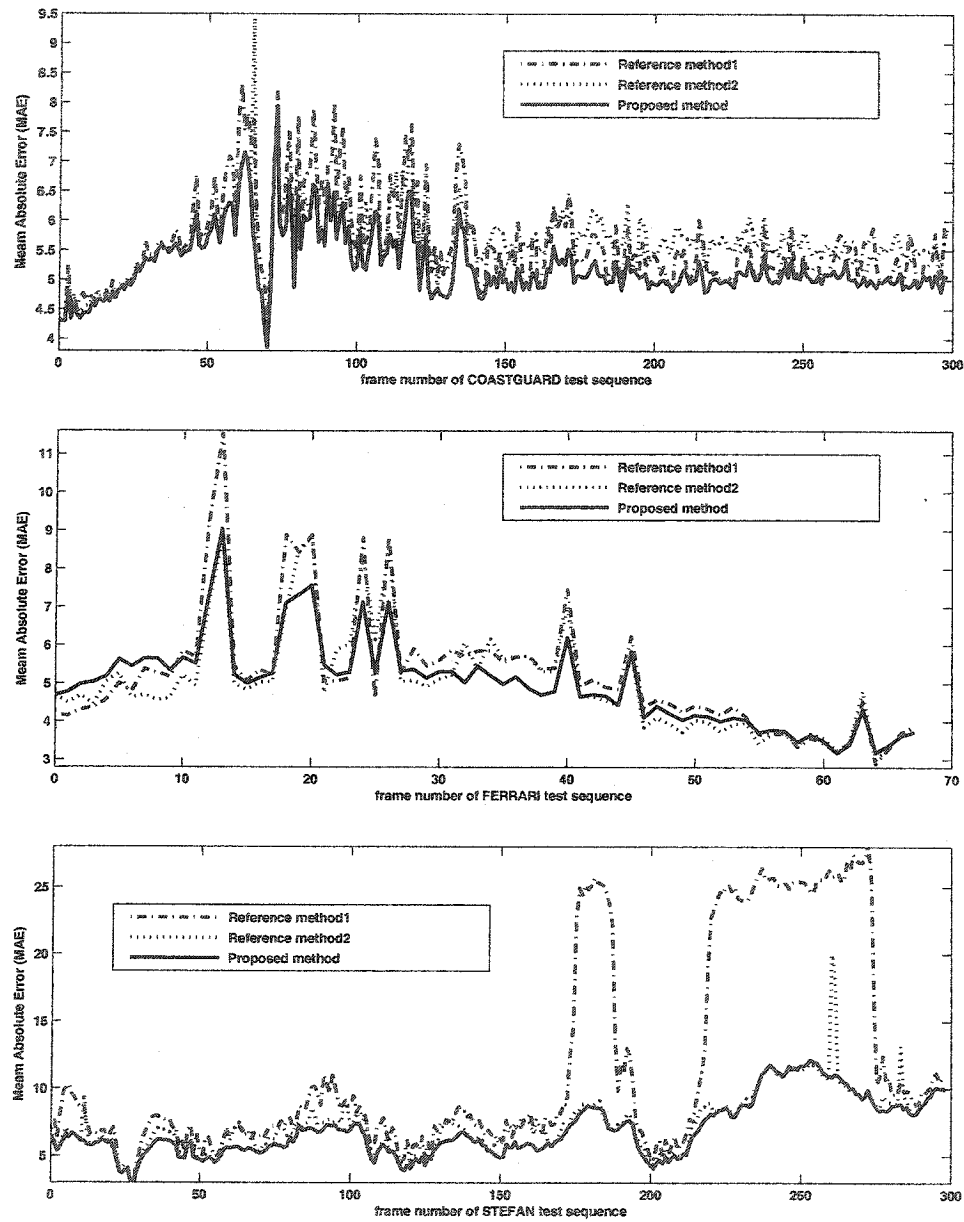 9.5
9
8.5
8
7.5
7
6.5
6
5.5
5
4.5
4
Meam Absolute Error (MAE)
Reference method1
Reference method2
Proposed method
0 50 100 150 200 250 300
frame number of COASTGUARD test sequence
11
10
9
8
7
6
5
4
3
Meam Absolute Error (MAE)
Reference method1
Reference method2
Proposed method
0 10 20 30 40 50 60 70
frame number of FERRARI test sequence
25
20
15
10
5
Meam Absolute Error (MAE)
Reference method1
Reference method2
Proposed method
0 50 100 150 200 250 300
frame number of STEFAN test sequence